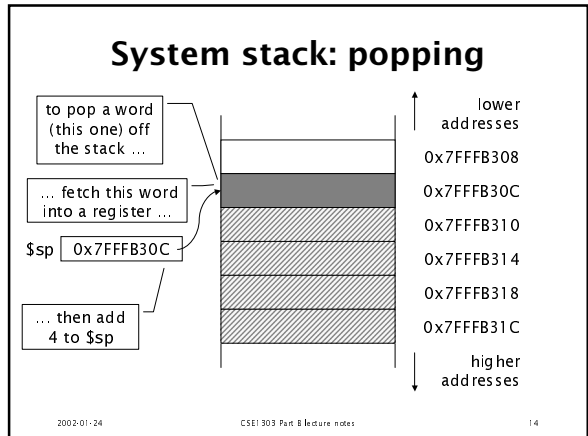 System stack: popping
to pop a word
(this one) off
the stack ...
... fetch this word
into a register ...
$sp 0x7FFFB30C
... then add
4 to $sp
lower
addresses
0x7FFFB308
0x7FFFB30C
0x7FFFB310
0x7FFFB314
0x7FFFB318
0x7FFFB31C
higher
addresses
2002-01-24
CSE1303 Part B lecture notes
14